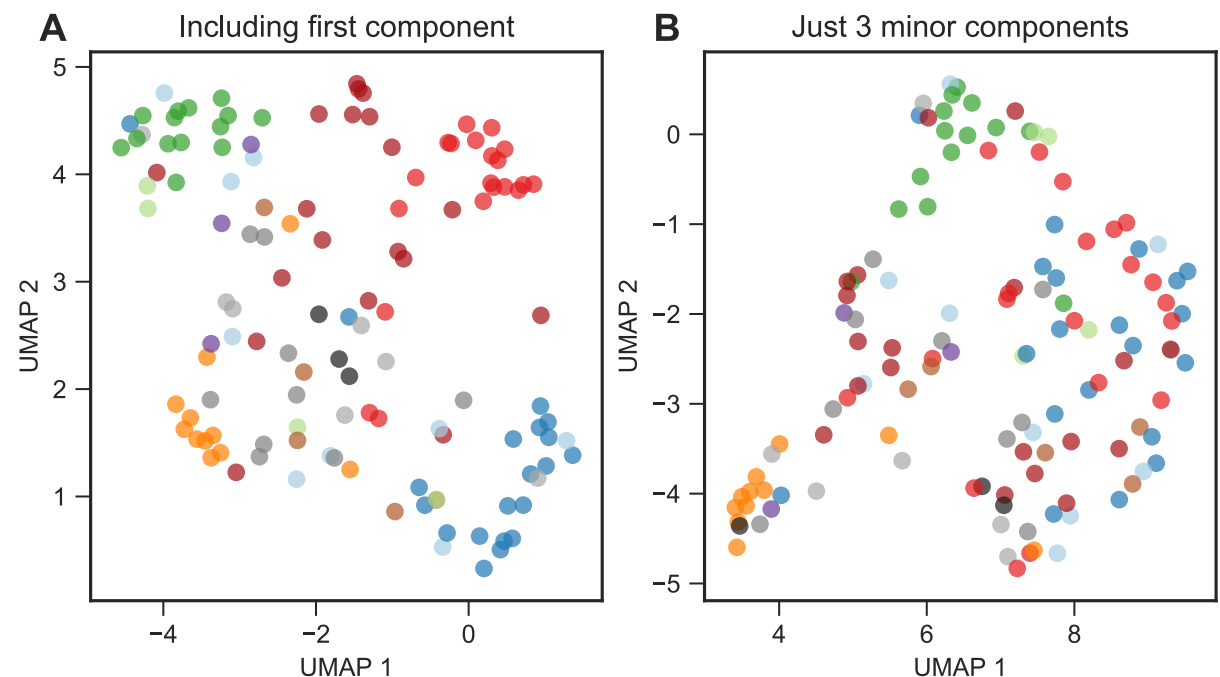 A Including first component
5
4
3
2
1
UMAP 2
−4 −2 0
UMAP 1
B Just 3 minor components
0
−1
−2
−3
−4
−5
UMAP 2
4 6 8
UMAP 1